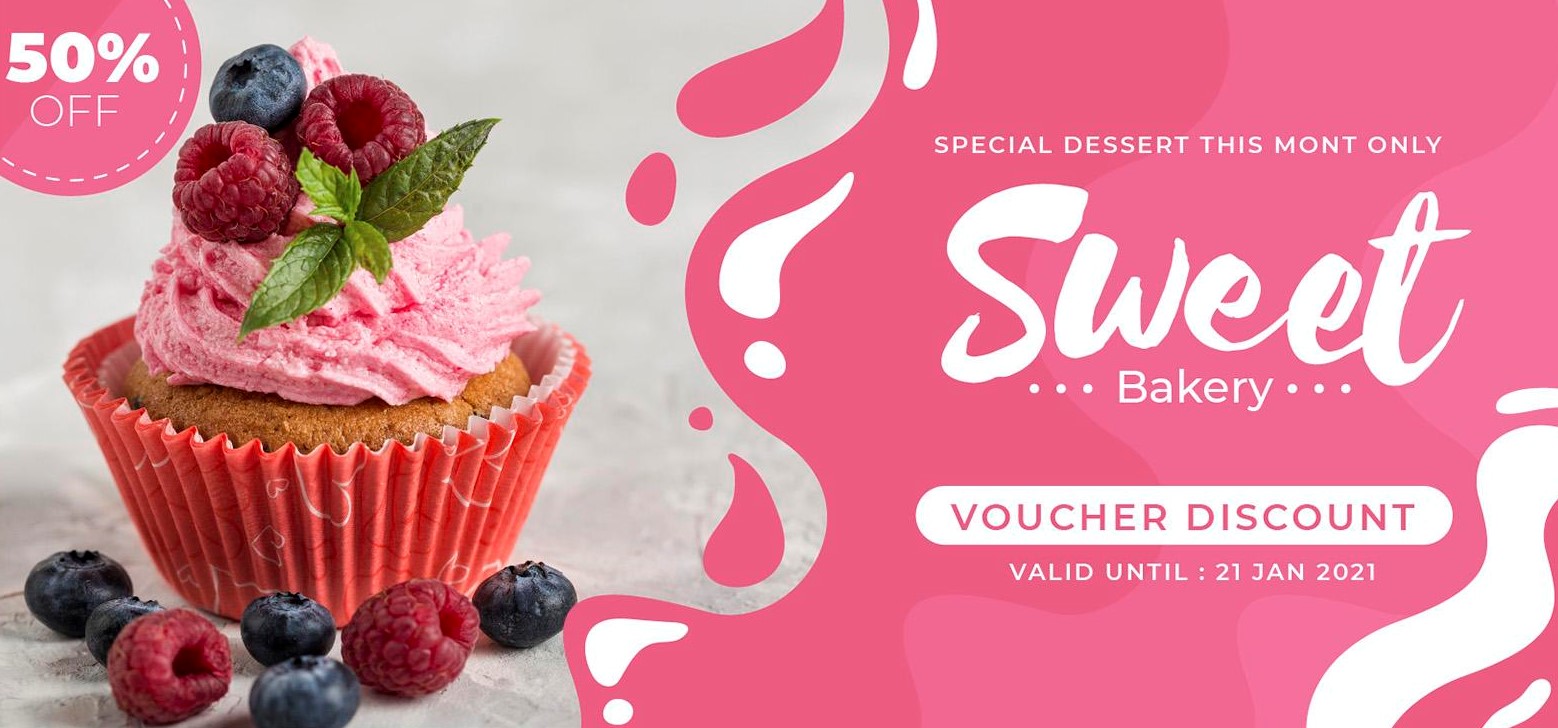 50%
OFF
SPECIAL DESSERT THIS MONT ONLY
Sweet
• • • Bakery • • •
VOUCHER DISCOUNT
VALID UNTIL : 21 JAN 2021